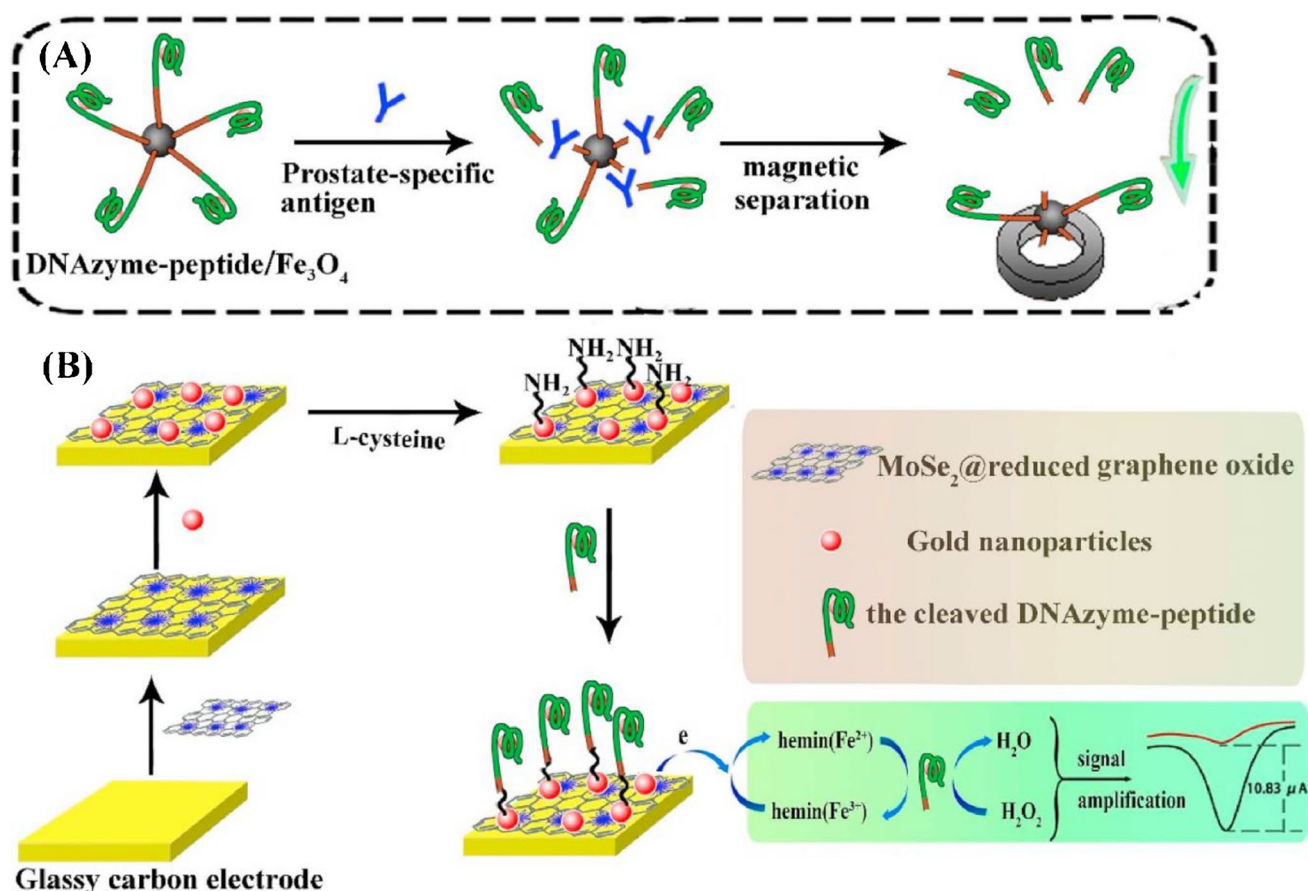 (A)
Prostate-specific
antigen
magnetic
separation
DNAzyme-peptide/Fe₃O₄
(B)
NH₂
NH₂
NH₂
NH₂
L-cysteine
MoSe₂@reduced graphene oxide
Gold nanoparticles
the cleaved DNAzyme-peptide
e
hemin(Fe²⁺)
H₂O
signal
amplification
10.83 μA
hemin(Fe³⁺)
H₂O₂
Glassy carbon electrode